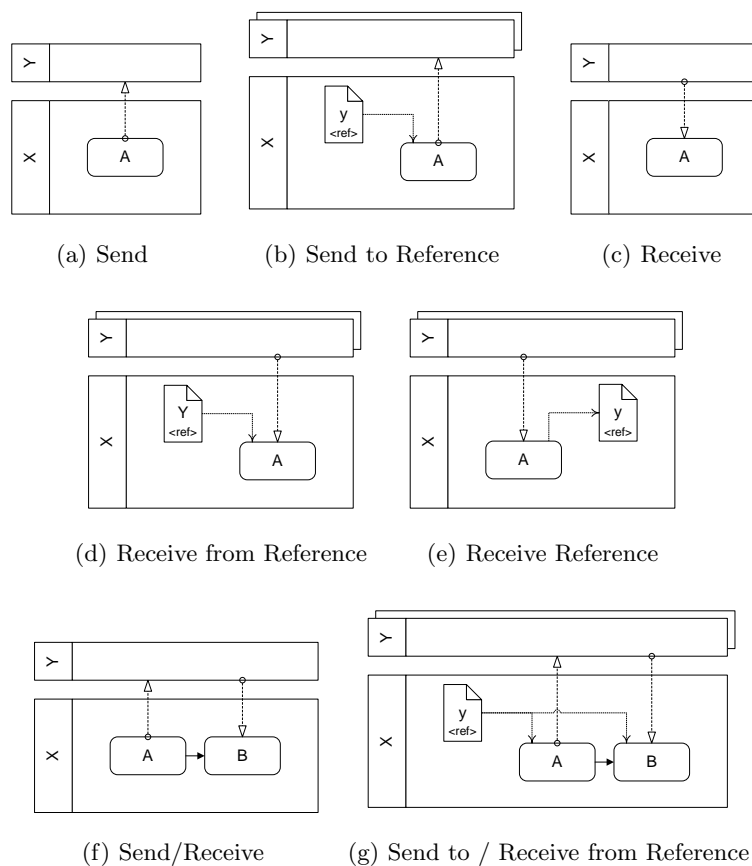 Y
X
A
(a) Send
Y
X
y
<ref>
A
(b) Send to Reference
Y
X
A
(c) Receive
Y
X
Y
<ref>
A
(d) Receive from Reference
Y
X
A
y
<ref>
(e) Receive Reference
Y
X
A
B
(f) Send/Receive
Y
X
y
<ref>
A
B
(g) Send to / Receive from Reference